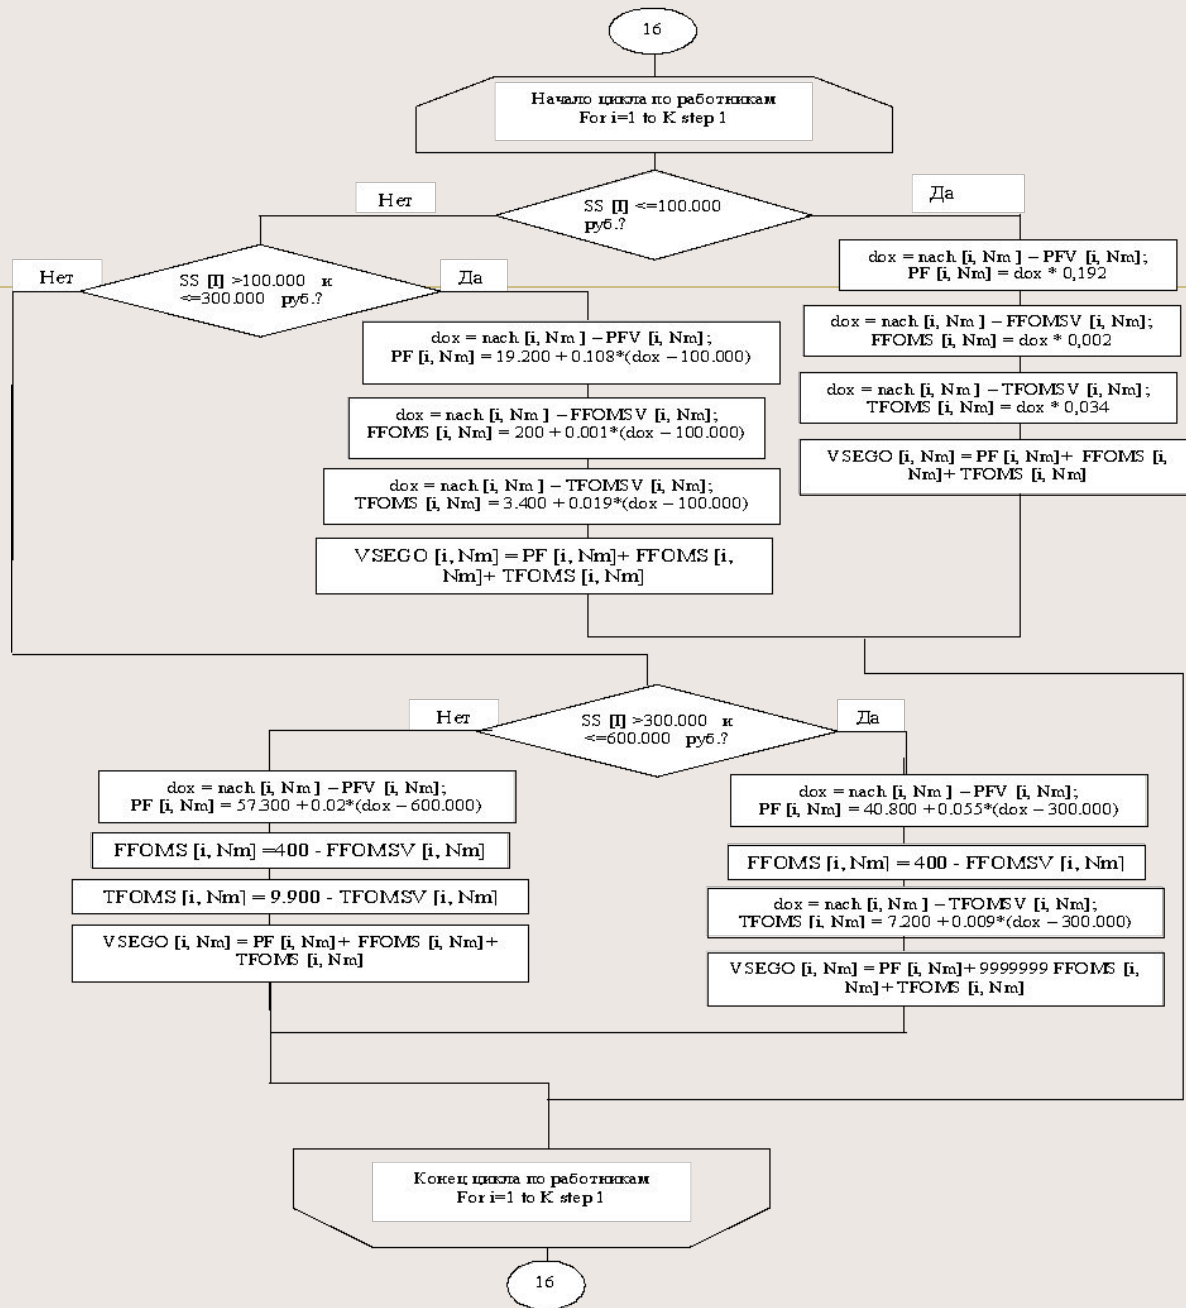 16
Начало цикла по работникам
For i=1 to K step 1
Нет
Да
SS [I] <=100.000
руб.?
Нет
Да
SS [I] >100.000 и
<=300.000 руб.?
dox = nach [i, Nm ] – PFV [i, Nm];
PF [i, Nm] = dox * 0,192
dox = nach [i, Nm ] – FFOMSV [i, Nm];
FFOMS [i, Nm] = dox * 0,002
dox = nach [i, Nm ] – TFOMSV [i, Nm];
TFOMS [i, Nm] = dox * 0,034
VSEGO [i, Nm] = PF [i, Nm]+ FFOMS [i,
Nm]+ TFOMS [i, Nm]
dox = nach [i, Nm ] – PFV [i, Nm];
PF [i, Nm] = 19.200 + 0.108*(dox – 100.000)
dox = nach [i, Nm ] – FFOMSV [i, Nm];
FFOMS [i, Nm] = 200 + 0.001*(dox – 100.000)
dox = nach [i, Nm ] – TFOMSV [i, Nm];
TFOMS [i, Nm] = 3.400 + 0.019*(dox – 100.000)
VSEGO [i, Nm] = PF [i, Nm]+ FFOMS [i,
Nm]+ TFOMS [i, Nm]
Нет
Да
SS [I] >300.000 и
<=600.000 руб.?
dox = nach [i, Nm ] – PFV [i, Nm];
PF [i, Nm] = 57.300 + 0.02*(dox – 600.000)
FFOMS [i, Nm] =400 - FFOMSV [i, Nm]
TFOMS [i, Nm] = 9.900 - TFOMSV [i, Nm]
VSEGO [i, Nm] = PF [i, Nm]+ FFOMS [i, Nm]+
TFOMS [i, Nm]
dox = nach [i, Nm ] – PFV [i, Nm];
PF [i, Nm] = 40.800 + 0.055*(dox – 300.000)
FFOMS [i, Nm] = 400 - FFOMSV [i, Nm]
dox = nach [i, Nm ] – TFOMSV [i, Nm];
TFOMS [i, Nm] = 7.200 + 0.009*(dox – 300.000)
VSEGO [i, Nm] = PF [i, Nm]+ 9999999 FFOMS [i,
Nm]+ TFOMS [i, Nm]
Конец цикла по работникам
For i=1 to K step 1
16